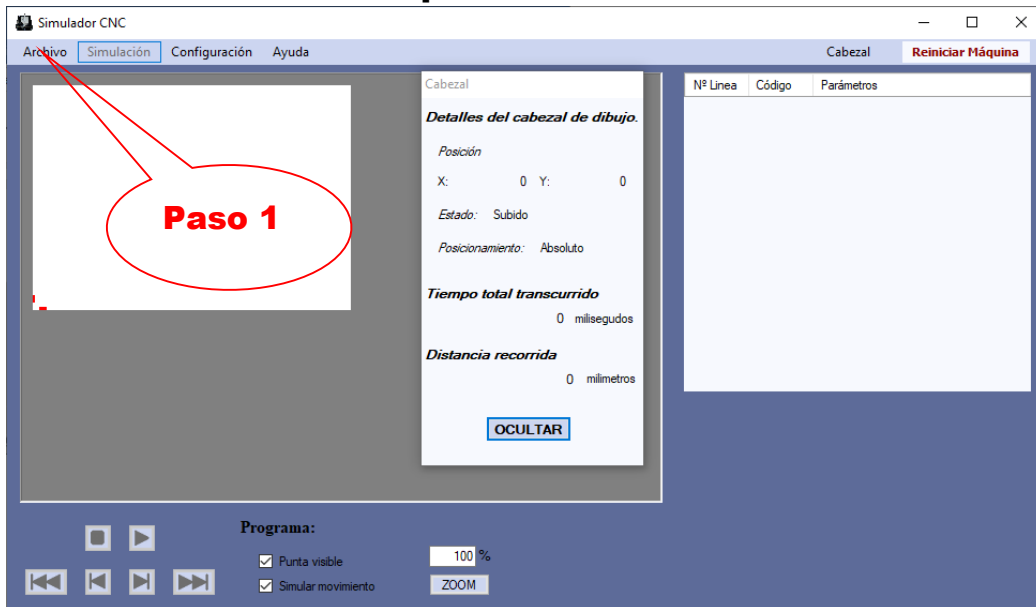 Simulador CNC
Archivo Simulación Configuración Ayuda Cabezal Reiniciar Máquina
Cabezal
Detalles del cabezal de dibujo.
Posición
X: 0 Y: 0
Estado: Subido
Posicionamiento: Absoluto
Tiempo total transcurrido
0 milisegudos
Distancia recorrida
0 milimetros
OCULTAR
Nº Linea Código Parámetros
Paso 1
Programa:
Punta visible
Simular movimiento
100 %
ZOOM